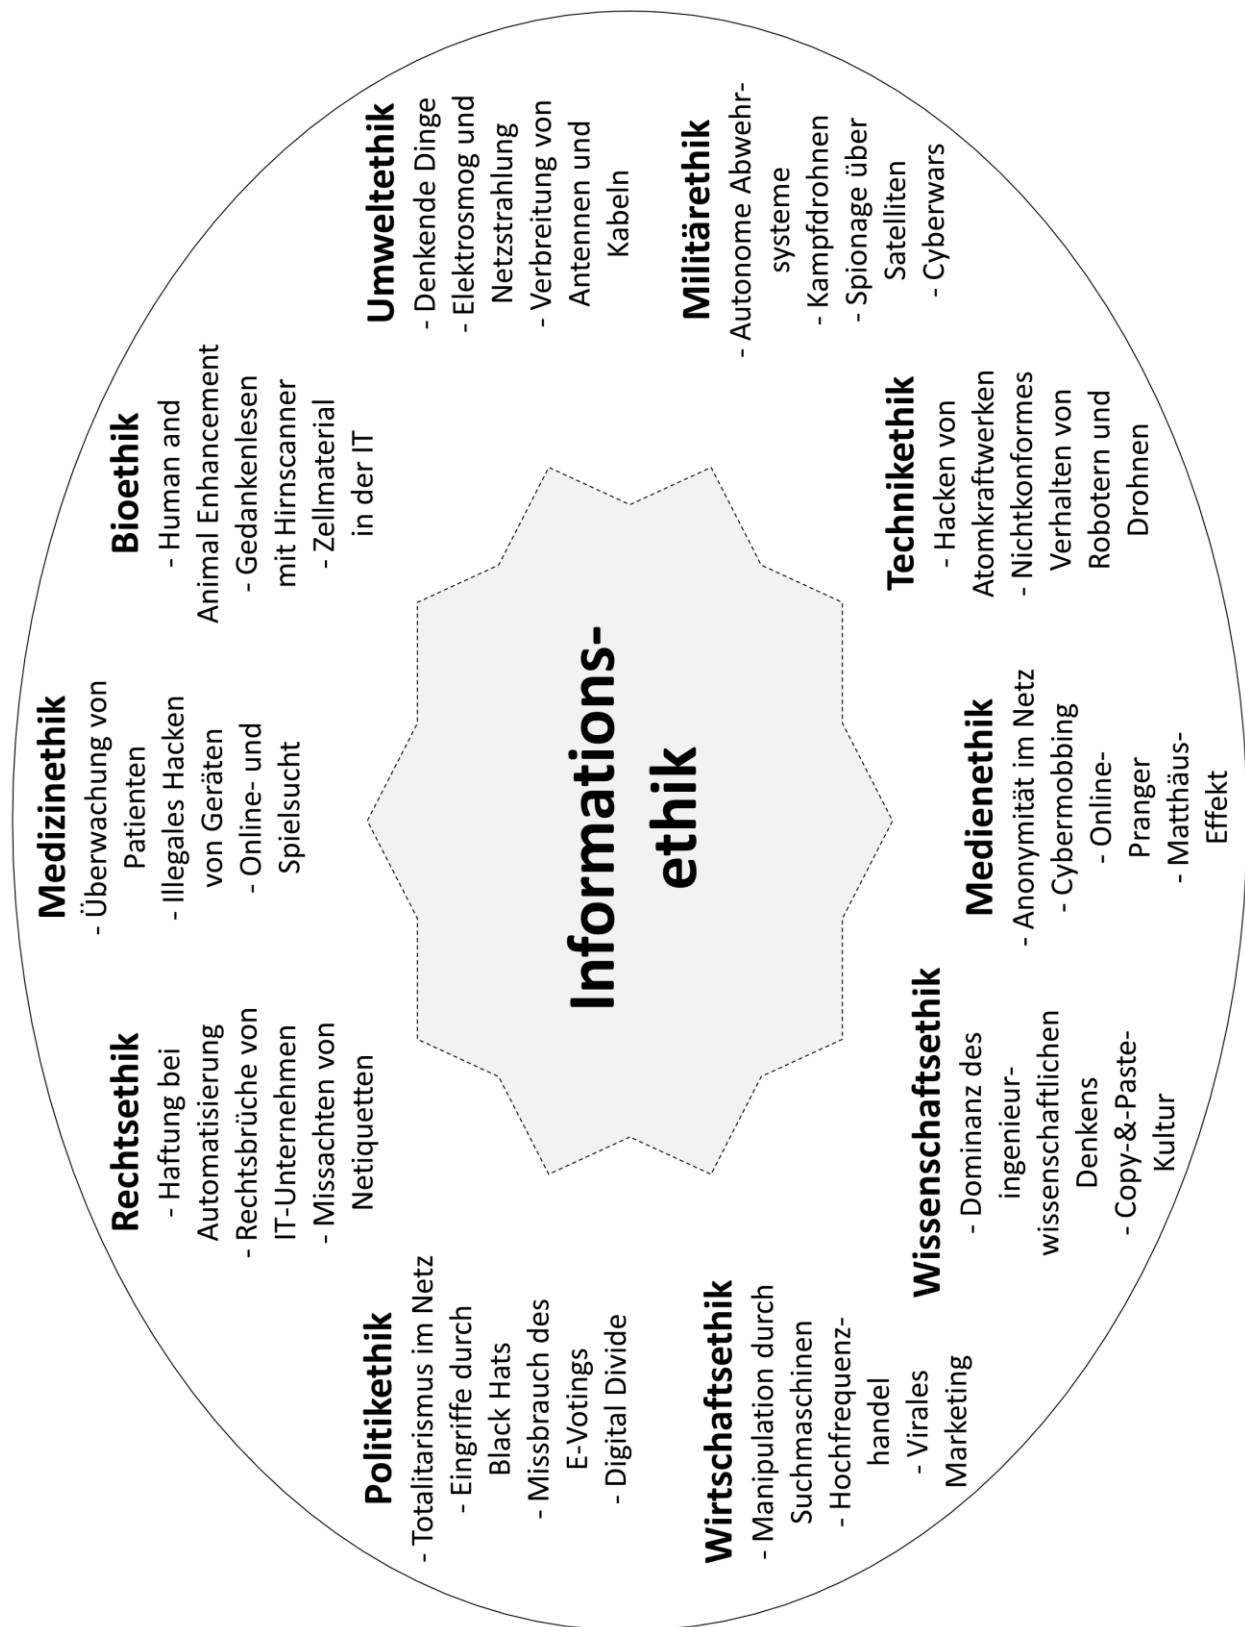 Medizinethik
- Überwachung von
Patienten
- Illegales Hacken
von Geräten
- Online- und
Spielsucht
Rechtsethik
- Haftung bei
Automatisierung
- Rechtsbrüche von
IT-Unternehmen
- Missachten von
Netiquetten
Bioethik
- Human and
Animal Enhancement
- Gedankenlesen
mit Hirnscanner
- Zellmaterial
in der IT
Politikethik
- Totalitarismus im Netz
- Eingriffe durch
Black Hats
- Missbrauch des
E-Votings
- Digital Divide
Umweltethik
- Denkende Dinge
- Elektrosmog und
Netzstrahlung
- Verbreitung von
Antennen und
Kabeln
Informations-
ethik
Wirtschaftsethik
- Manipulation durch
Suchmaschinen
- Hochfrequenz-
handel
- Virales
Marketing
Militärethik
- Autonome Abwehr-
systeme
- Kampfdrohnen
- Spionage über
Satelliten
- Cyberwars
Wissenschaftsethik
- Dominanz des
ingenieur-
wissenschaftlichen
Denkens
- Copy-&-Paste-
Kultur
Medienethik
- Anonymität im Netz
- Cybermobbing
- Online-
Pranger
- Matthäus-
Effekt
Technikethik
- Hacken von
Atomkraftwerken
- Nichtkonformes
Verhalten von
Robotern und
Drohnen